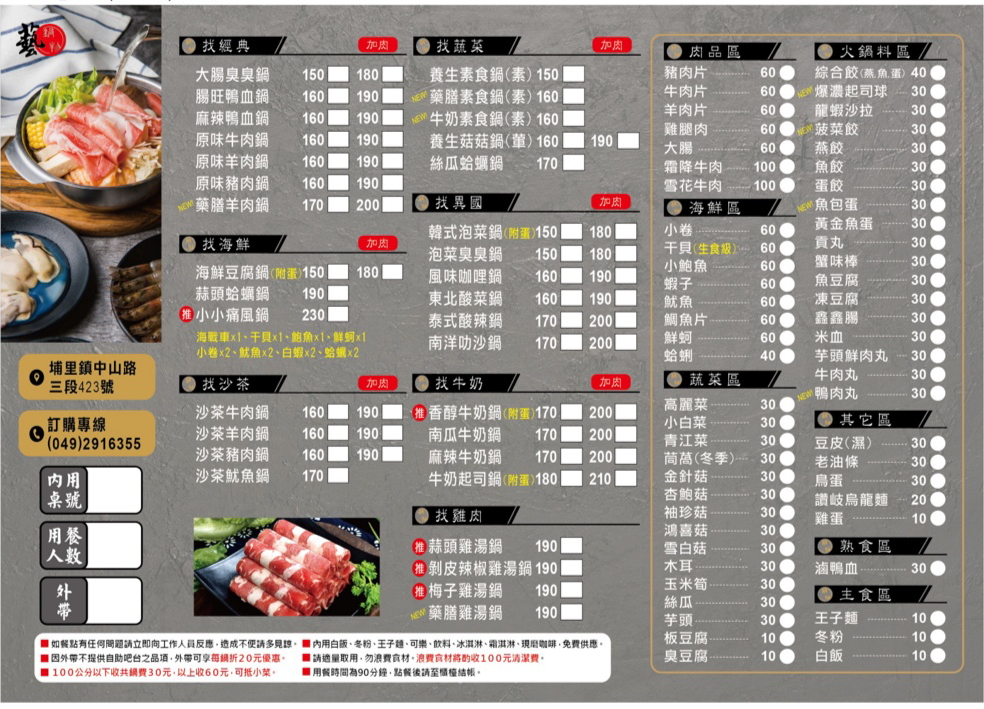 藝
鍋物
埔里鎮中山路
三段423號
訂購專線
(049)2916355
內用
桌號
用餐
人數
外
帶
找經典 加肉
大腸臭臭鍋 150 180
腸旺鴨血鍋 160 190
麻辣鴨血鍋 160 190
原味牛肉鍋 160 190
原味羊肉鍋 160 190
原味豬肉鍋 160 190
NEW! 藥膳羊肉鍋 170 200
找海鮮 加肉
海鮮豆腐鍋(附蛋)150 180
蒜頭蛤蠣鍋 190
推 小小痛風鍋 230
海戰車x1、干貝x1、鮑魚x1、鮮蚵x1
小卷x2、魷魚x2、白蝦x2、蛤蠣x2
找沙茶 加肉
沙茶牛肉鍋 160 190
沙茶羊肉鍋 160 190
沙茶豬肉鍋 160 190
沙茶魷魚鍋 170
找蔬菜 加肉
養生素食鍋(素) 150
NEW! 藥膳素食鍋(素) 160
NEW! 牛奶素食鍋(素) 160
養生菇菇鍋(葷) 160 190
絲瓜蛤蠣鍋 170
找異國 加肉
韓式泡菜鍋(附蛋)150 180
泡菜臭臭鍋 150 180
風味咖哩鍋 160 190
東北酸菜鍋 160 190
泰式酸辣鍋 170 200
南洋叻沙鍋 170 200
找牛奶 加肉
推 香醇牛奶鍋(附蛋)170 200
南瓜牛奶鍋 170 200
麻辣牛奶鍋 170 200
牛奶起司鍋(附蛋)180 210
找雞肉
推 蒜頭雞湯鍋 190
推 剝皮辣椒雞湯鍋 190
推 梅子雞湯鍋 190
NEW! 藥膳雞湯鍋 190
肉品區
豬肉片 60
牛肉片 60
羊肉片 60
雞腿肉 60
大腸 60
霜降牛肉 100
雪花牛肉 100
海鮮區
小卷 60
干貝(生食級) 60
小鮑魚 60
蝦子 60
魷魚 60
鯛魚片 60
鮮蚵 60
蛤蜊 40
蔬菜區
高麗菜 30
小白菜 30
青江菜 30
茼萵(冬季) 30
金針菇 30
杏鮑菇 30
袖珍菇 30
鴻喜菇 30
雪白菇 30
木耳 30
玉米筍 30
絲瓜 30
芋頭 30
板豆腐 10
臭豆腐 10
火鍋料區
綜合餃(燕.魚.蛋) 40
NEW! 爆濃起司球 30
龍蝦沙拉 30
NEW! 菠菜餃 30
燕餃 30
魚餃 30
蛋餃 30
NEW! 魚包蛋 30
黃金魚蛋 30
貢丸 30
蟹味棒 30
魚豆腐 30
凍豆腐 30
鑫鑫腸 30
米血 30
芋頭鮮肉丸 30
牛肉丸 30
NEW! 鴨肉丸 30
其它區
豆皮(濕) 30
老油條 30
鳥蛋 30
讚岐烏龍麵 20
雞蛋 10
熟食區
滷鴨血 30
主食區
王子麵 10
冬粉 10
白飯 10
■如餐點有任何問題請立即向工作人員反應，造成不便請多見諒。
■因外帶不提供自助吧台之品項，外帶可享每鍋折20元優惠。
■100公分以下收共鍋費30元，以上收60元，可抵小菜。
■內用白飯、冬粉、王子麵、可樂、飲料、冰淇淋、霜淇淋、現磨咖啡，免費供應。
■請適量取用，勿浪費食材，浪費食材將酌收100元清潔費。
■用餐時間為90分鐘，點餐後請至櫃檯結帳。